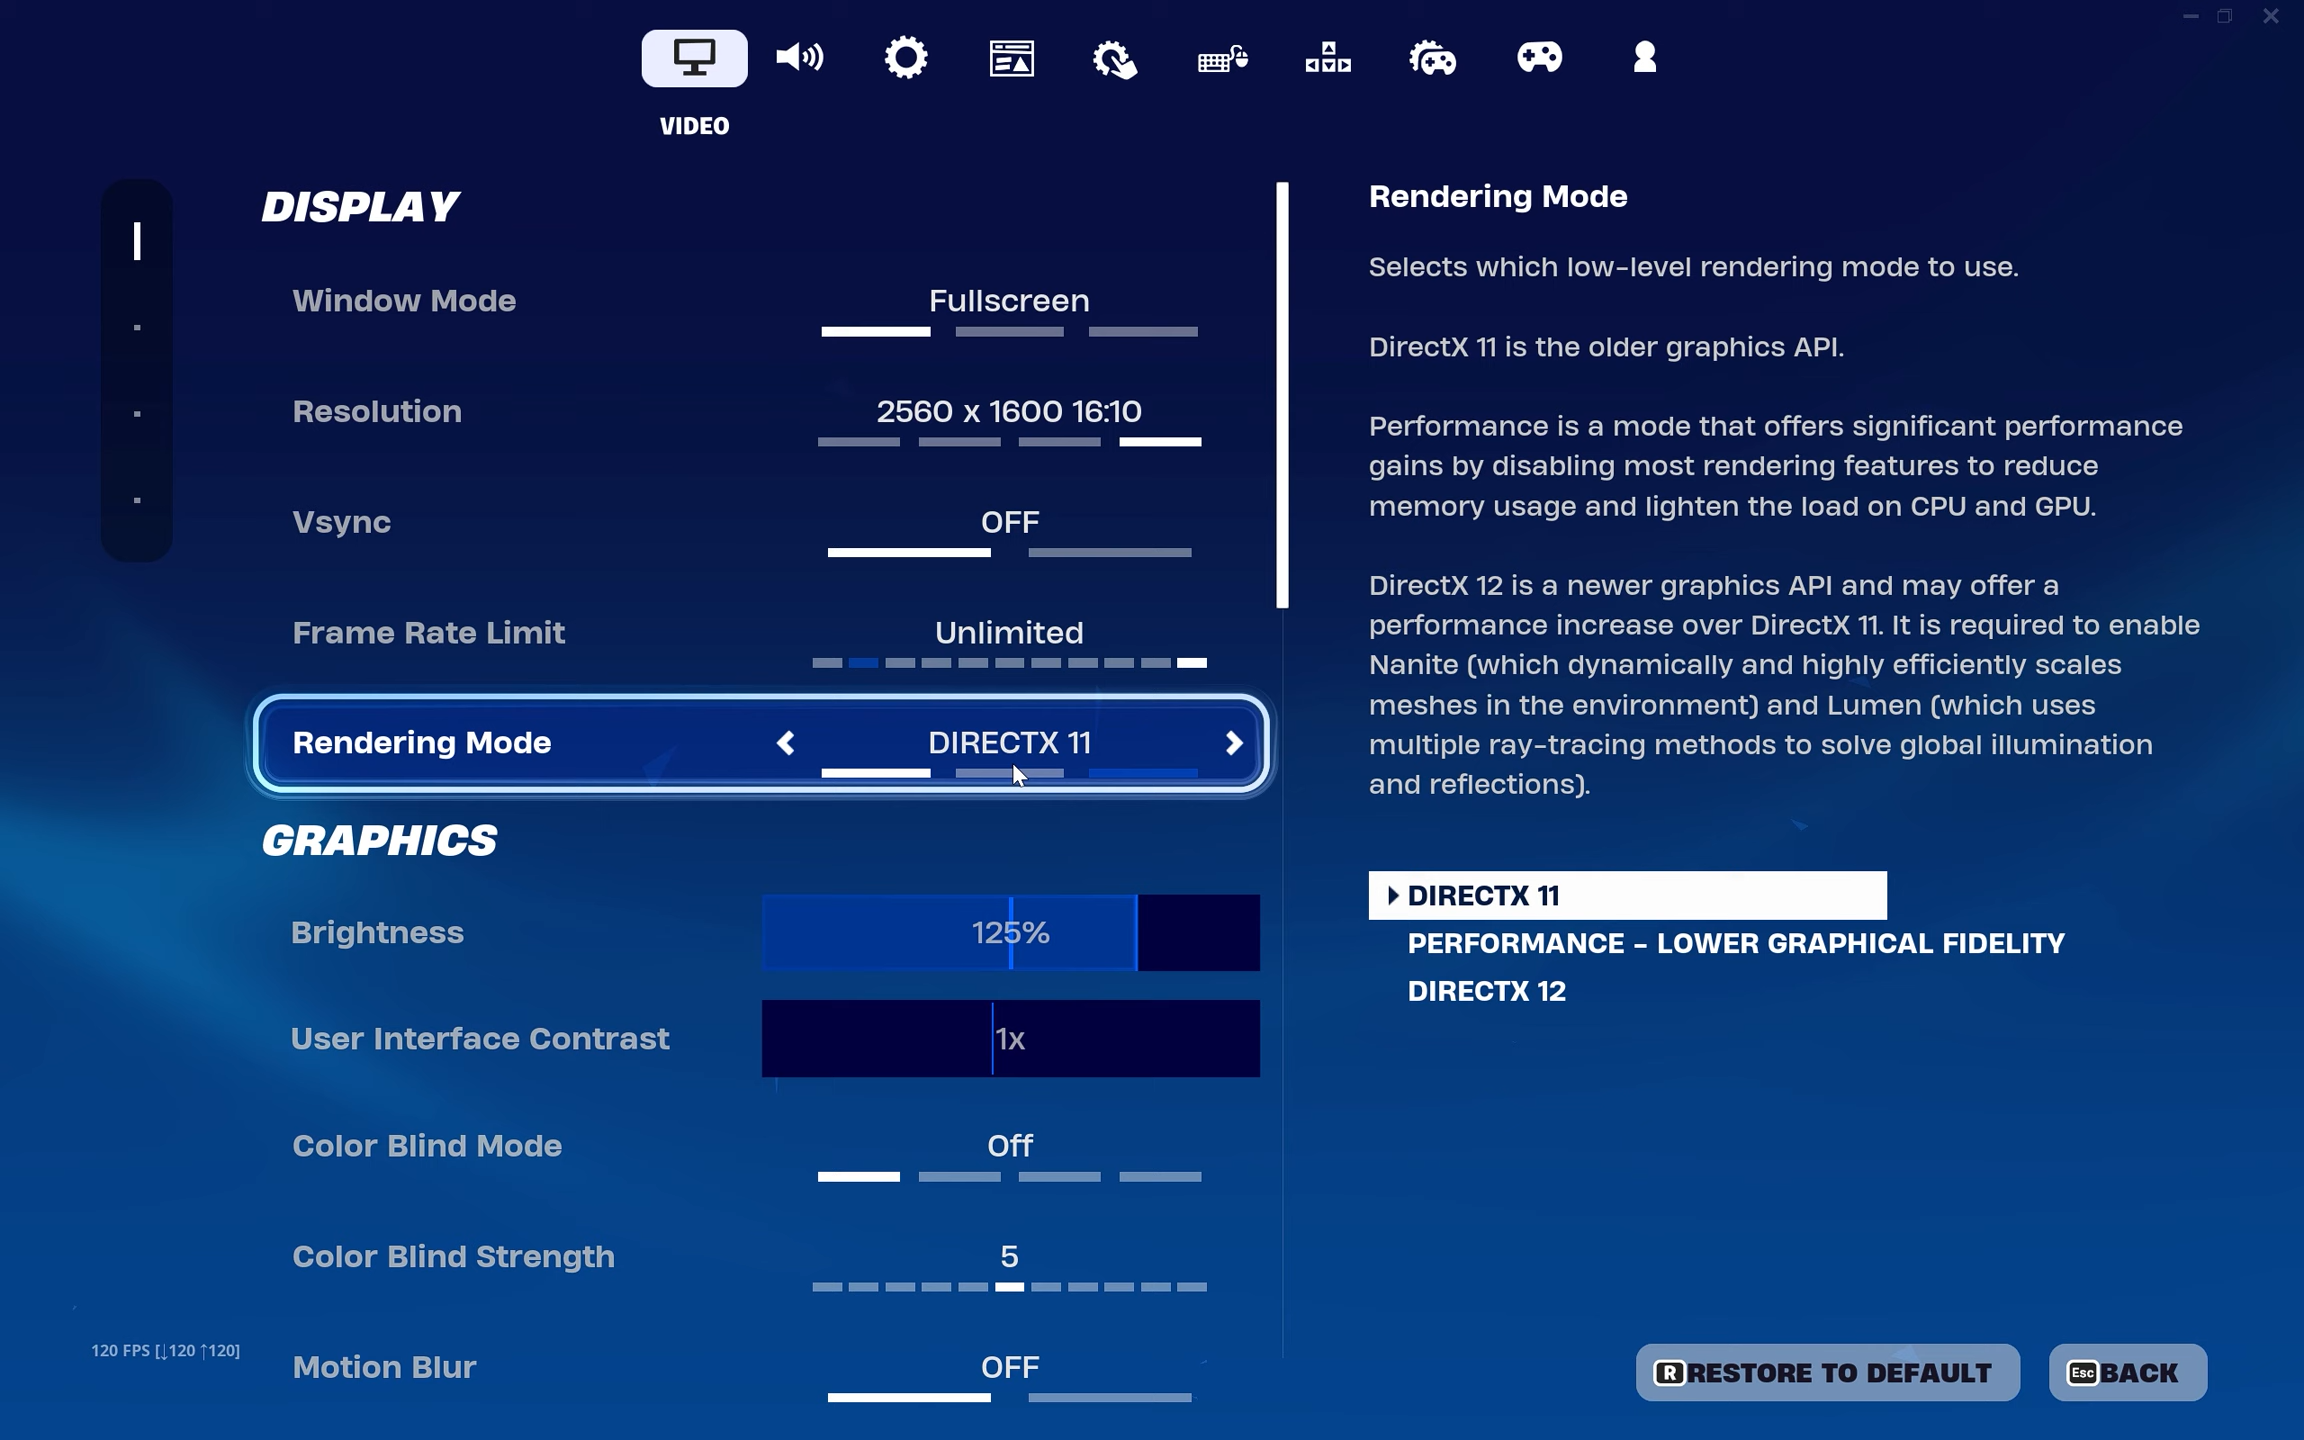 VIDEO
DISPLAY
Window Mode
Fullscreen
Resolution
2560 x 1600 16:10
Vsync
OFF
Frame Rate Limit
Unlimited
Rendering Mode
DIRECTX 11
GRAPHICS
Brightness
125%
User Interface Contrast
1x
Color Blind Mode
Off
Color Blind Strength
5
Motion Blur
OFF
120 FPS [↓120 ↑120]
Rendering Mode
Selects which low-level rendering mode to use.
DirectX 11 is the older graphics API.
Performance is a mode that offers significant performance
gains by disabling most rendering features to reduce
memory usage and lighten the load on CPU and GPU.
DirectX 12 is a newer graphics API and may offer a
performance increase over DirectX 11. It is required to enable
Nanite (which dynamically and highly efficiently scales
meshes in the environment) and Lumen (which uses
multiple ray-tracing methods to solve global illumination
and reflections).
DIRECTX 11
PERFORMANCE - LOWER GRAPHICAL FIDELITY
DIRECTX 12
R RESTORE TO DEFAULT
Esc BACK